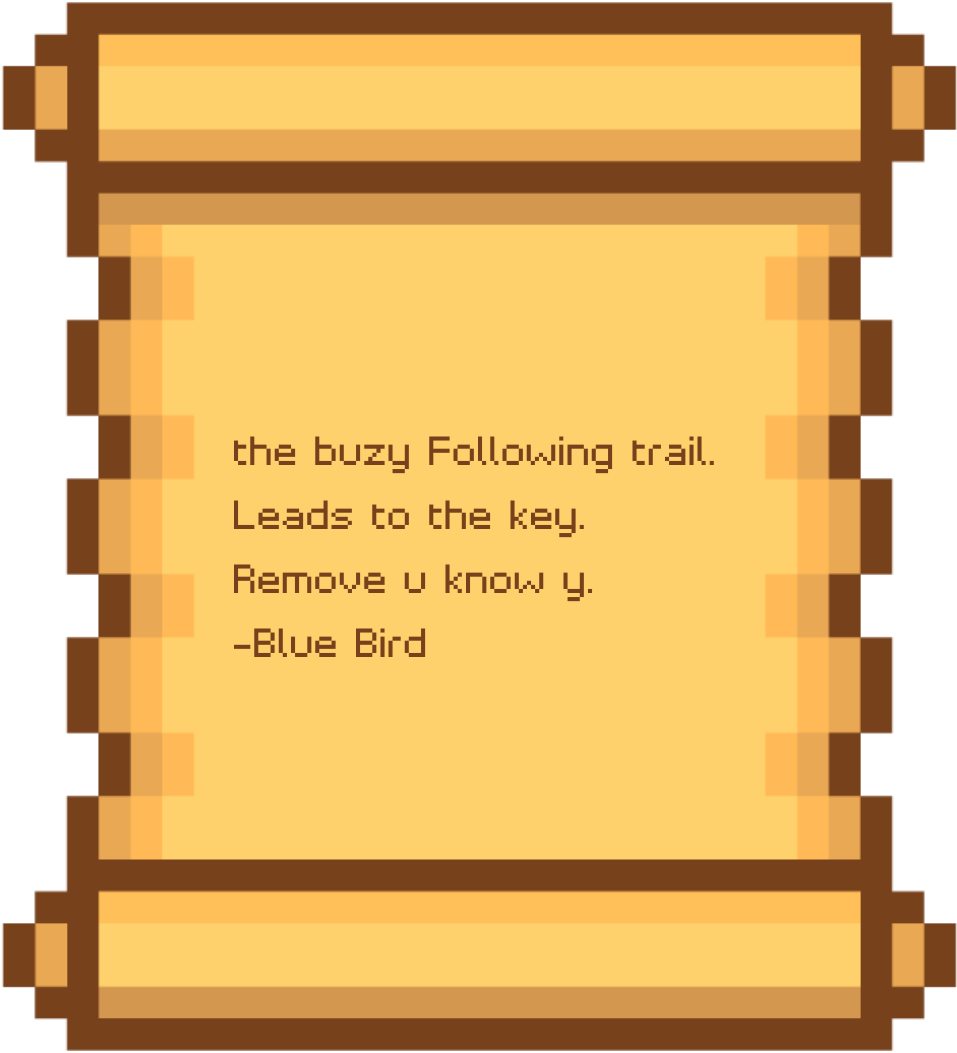 the buzy Following trail.
Leads to the key.
Remove u know y.
-Blue Bird